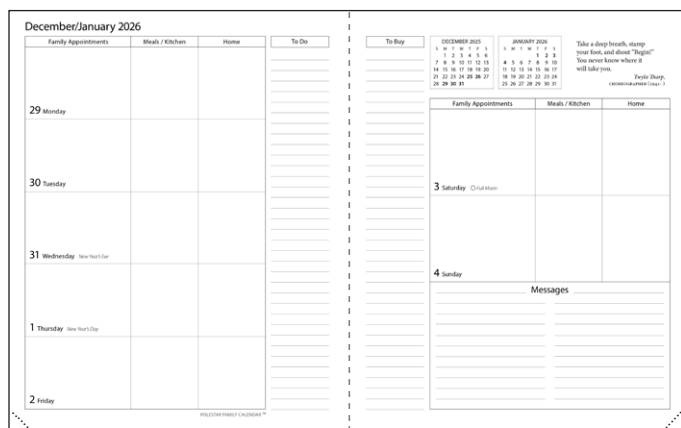 December/January 2026
Family Appointments Meals / Kitchen Home To Do
29 Monday
30 Tuesday
31 Wednesday New Year's Eve
1 Thursday New Year's Day
2 Friday
POLESTAR FAMILY CALENDAR ™
To Buy
DECEMBER 2025
S M T W T F S
1 2 3 4 5 6
7 8 9 10 11 12 13
14 15 16 17 18 19 20
21 22 23 24 25 26 27
28 29 30 31
JANUARY 2026
S M T W T F S
1 2 3
4 5 6 7 8 9 10
11 12 13 14 15 16 17
18 19 20 21 22 23 24
25 26 27 28 29 30 31
Take a deep breath, stamp
your foot, and shout "Begin!"
You never know where it
will take you.
Twyla Tharp,
CHOREOGRAPHER (1941- )
Family Appointments Meals / Kitchen Home
3 Saturday Full Moon
4 Sunday
Messages